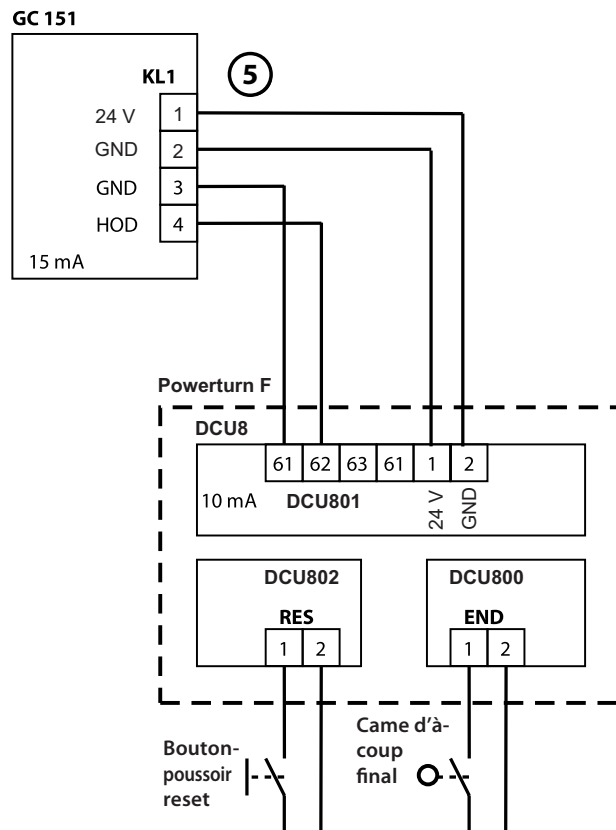 GC 151
KL1
5
24 V 1
GND 2
GND 3
HOD 4
15 mA
Powerturn F
DCU8
61 62 63 61 1 2
10 mA DCU801 24 V GND
DCU802 DCU800
RES END
1 2 1 2
Bouton-
poussoir
reset
Came d'à-
coup
final